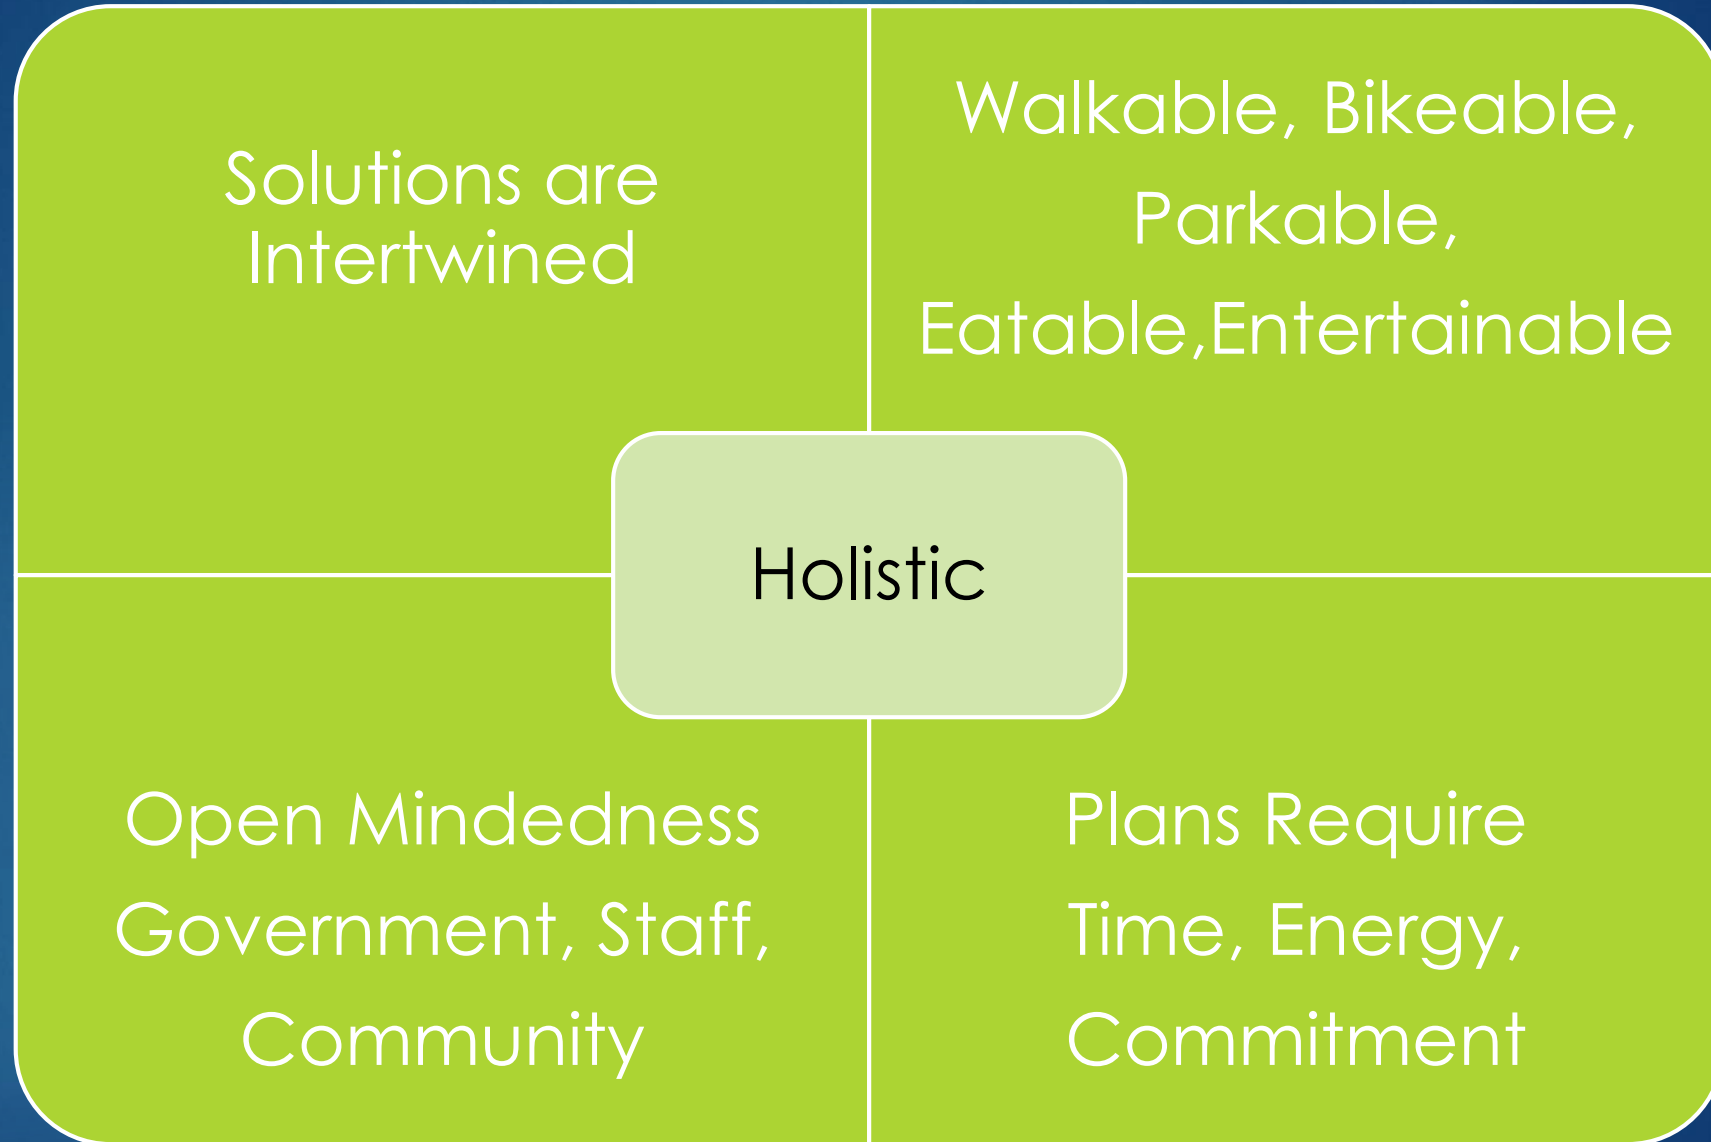 Solutions are
Intertwined
Walkable, Bikeable,
Parkable,
Eatable,Entertainable
Holistic
Open Mindedness
Government, Staff,
Community
Plans Require
Time, Energy,
Commitment